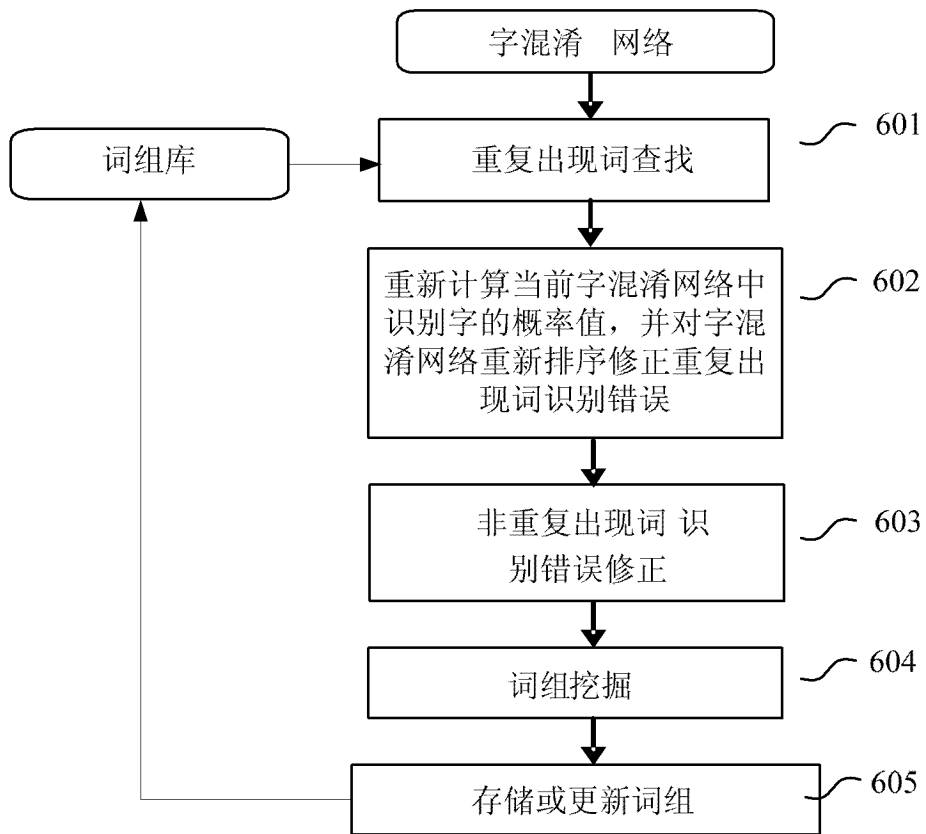 字混淆 网络
601
词组库
重复出现词查找
602
重新计算当前字混淆网络中
识别字的概率值，并对字混
淆网络重新排序修正重复出
现词识别错误
603
非重复出现词 识
别错误修正
604
词组挖掘
605
存储或更新词组